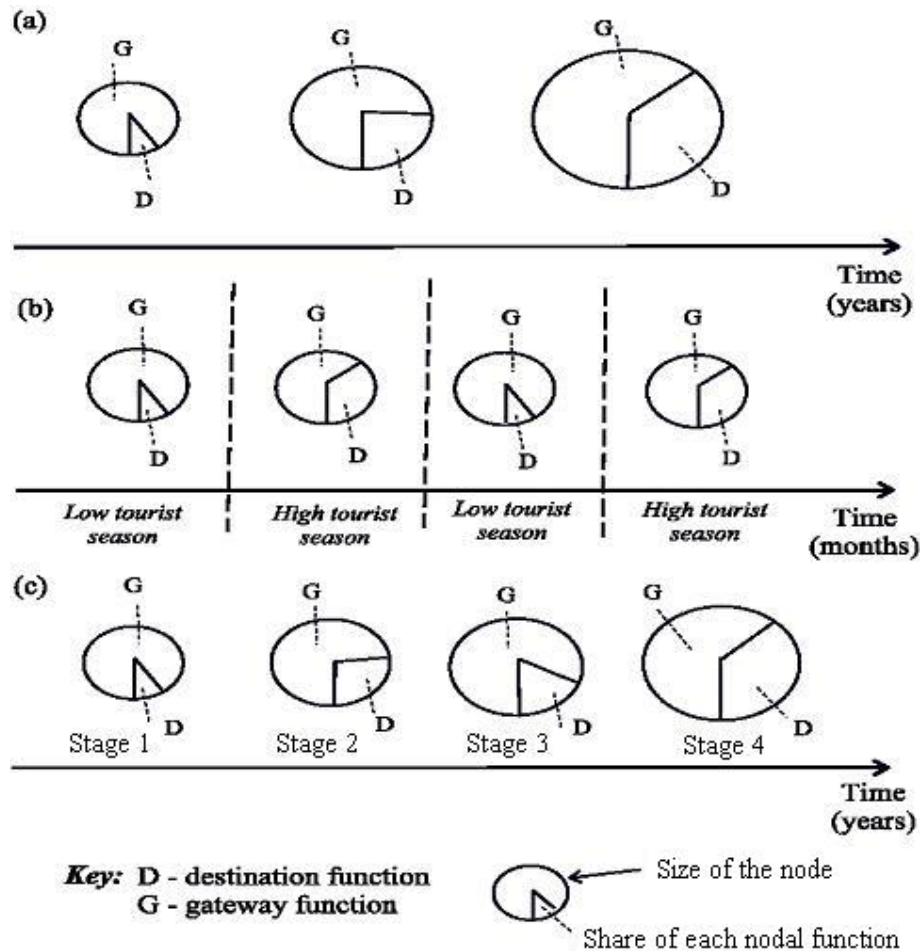 (a)
G
G
G
D
D
D
Time
(years)
(b)
G
G
G
G
D
D
D
D
Low tourist
season
High tourist
season
Low tourist
season
High tourist
season
Time
(months)
(c)
G
G
G
G
D
D
D
D
Stage 1
Stage 2
Stage 3
Stage 4
Time
(years)
Key: D - destination function
G - gateway function
Size of the node
Share of each nodal function